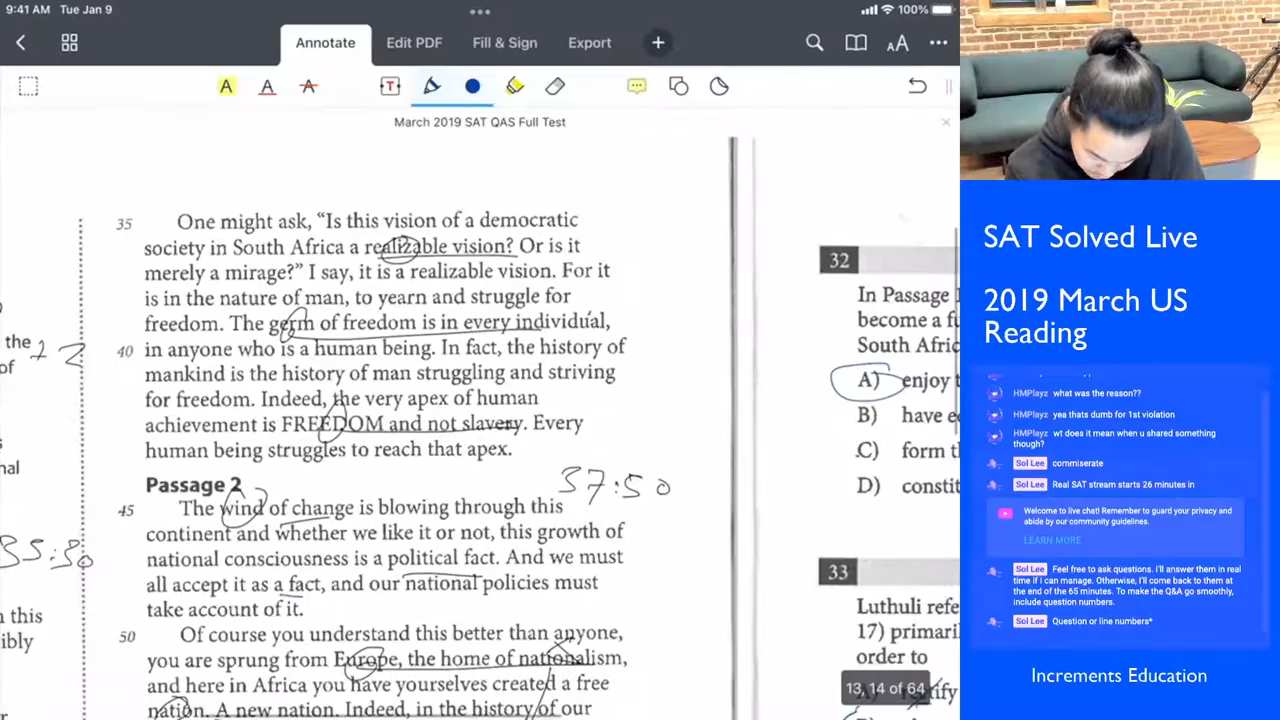 9:41 AM Tue Jan 9
100%
Annotate
Edit PDF
Fill & Sign
Export
March 2019 SAT QAS Full Test
35 One might ask, “Is this vision of a democratic
society in South Africa a realizable vision? Or is it
merely a mirage?” I say, it is a realizable vision. For it
is in the nature of man, to yearn and struggle for
freedom. The germ of freedom is in every individual,
40 in anyone who is a human being. In fact, the history of
mankind is the history of man struggling and striving
for freedom. Indeed, the very apex of human
achievement is FREEDOM and not slavery. Every
human being struggles to reach that apex.
Passage 2
37:50
45 The wind of change is blowing through this
continent and whether we like it or not, this growth of
national consciousness is a political fact. And we must
all accept it as a fact, and our national policies must
take account of it.
50 Of course you understand this better than anyone,
you are sprung from Europe, the home of nationalism,
and here in Africa you have yourselves created a free
nation. A new nation. Indeed, in the history of our
the
of
nal
35:30
n this
ibly
32
In Passage
become a fu
South Afric
A) enjoy t
B) have e
C) form th
D) constit
33
Luthuli refe
17) primaril
order to
13, 14 of 64
SAT Solved Live
2019 March US
Reading
HMPlayz what was the reason??
HMPlayz yea thats dumb for 1st violation
HMPlayz wt does it mean when u shared something
though?
Sol Lee commiserate
Sol Lee Real SAT stream starts 26 minutes in
Welcome to live chat! Remember to guard your privacy and
abide by our community guidelines.
LEARN MORE
Sol Lee Feel free to ask questions. I'll answer them in real
time if I can manage. Otherwise, I'll come back to them at
the end of the 65 minutes. To make the Q&A go smoothly,
include question numbers.
Sol Lee Question or line numbers*
Increments Education